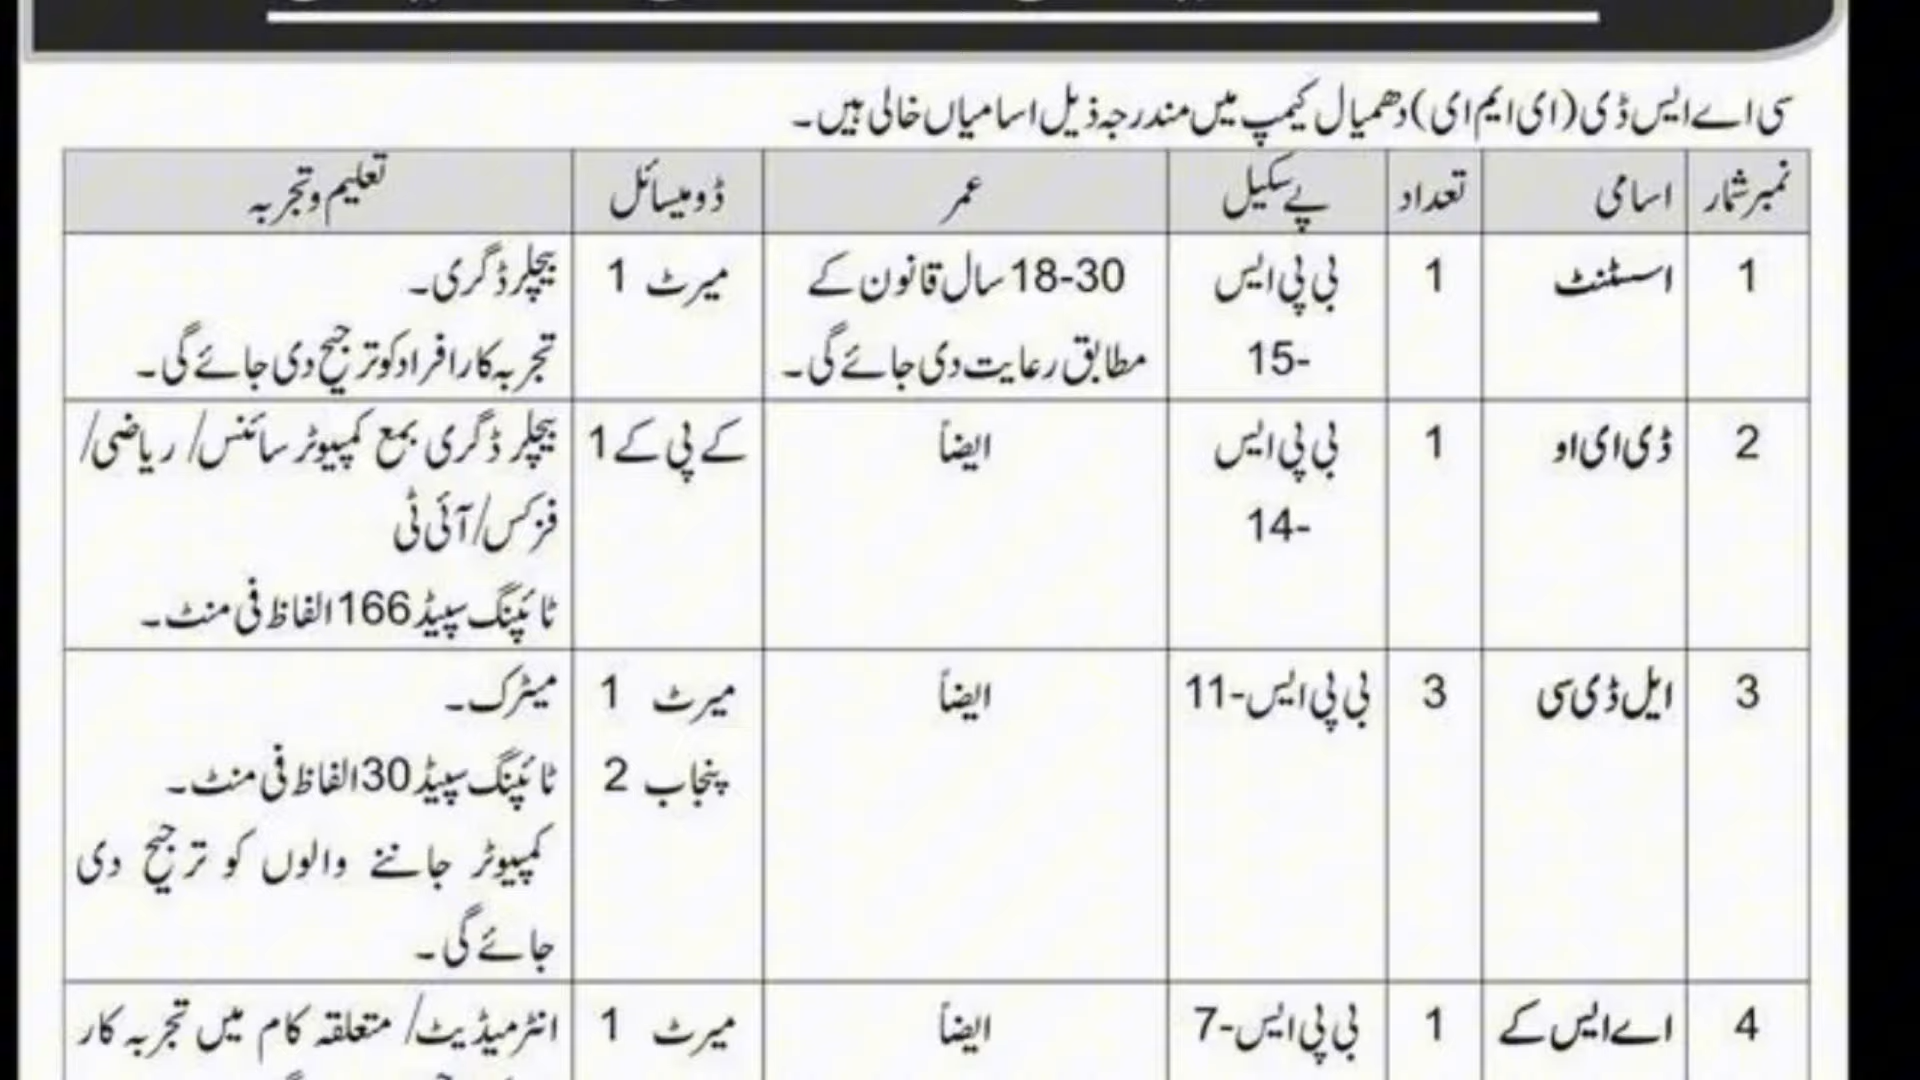 سی اے ایس ڈی (ای ایم ای) دھمیال کیمپ میں مندرجہ ذیل اسامیاں خالی ہیں۔
نمبر شمار اسامی تعداد پے سکیل عمر ڈومیسائل تعلیم و تجربہ
1 اسسٹنٹ 1 بی پی ایس 18-30 سال قانون کے میرٹ 1 بیچلر ڈگری۔
15- مطابق رعایت دی جائے گی۔ تجربہ کار افراد کو ترجیح دی جائے گی۔
2 ڈی ای او 1 بی پی ایس ایضاً کے پی کے 1 بیچلر ڈگری بمع کمپیوٹر سائنس/ ریاضی/
14- فزکس/آئی ٹی
ٹائپنگ سپیڈ 166 الفاظ فی منٹ۔
3 ایل ڈی سی 3 بی پی ایس-11 ایضاً میرٹ 1 میٹرک۔
پنجاب 2 ٹائپنگ سپیڈ 30 الفاظ فی منٹ۔
کمپیوٹر جاننے والوں کو ترجیح دی
جائے گی۔
4 اے ایس کے 1 بی پی ایس-7 ایضاً میرٹ 1 انٹرمیڈیٹ/ متعلقہ کام میں تجربہ کار